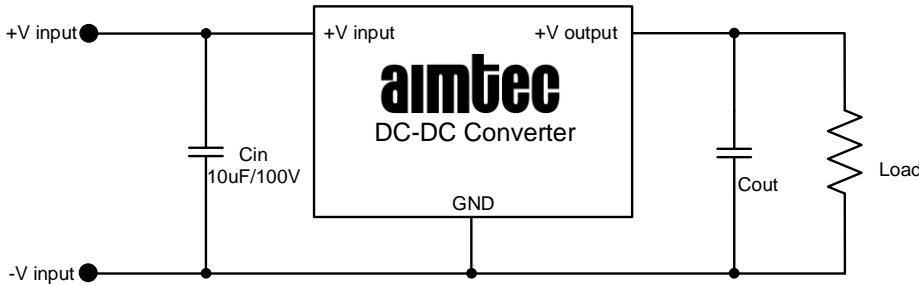 +V input
+V input
+V output
aimtec
DC-DC Converter
Cin
10uF/100V
Cout
Load
GND
-V input